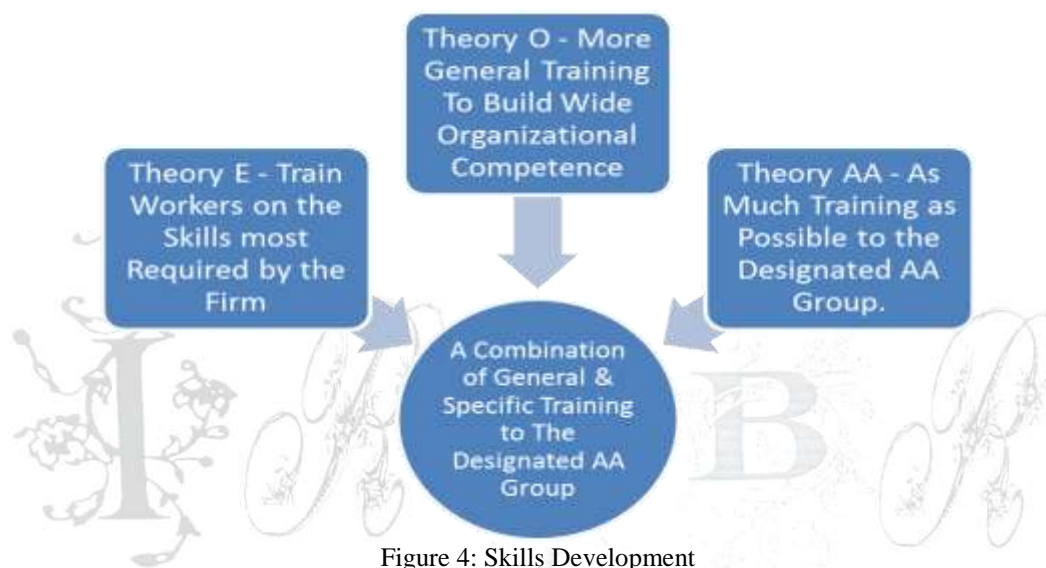 Theory O - More
General Training
To Build Wide
Organizational
Competence
Theory E - Train
Workers on the
Skills most
Required by the
Firm
Theory AA - As
Much Training as
Possible to the
Designated AA
Group.
A Combination
of General &
Specific Training
to The
Designated AA
Group
I R B R
Figure 4: Skills Development